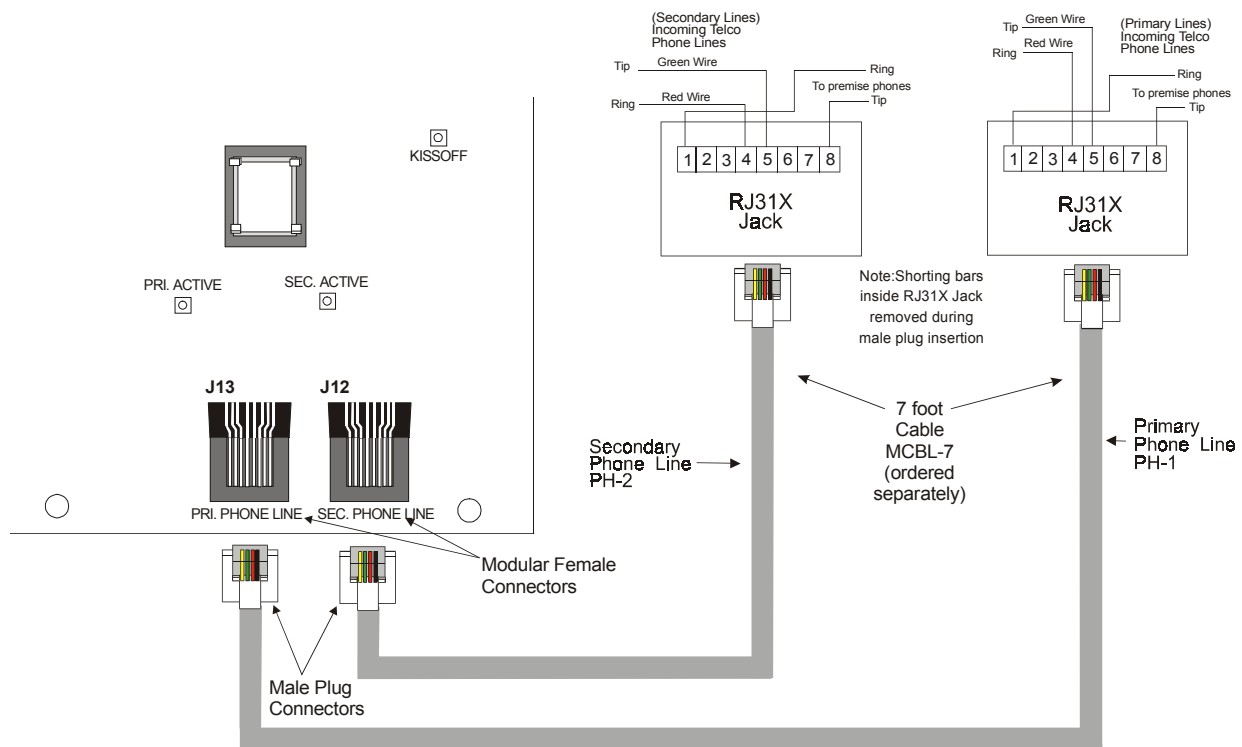 (Secondary Lines)
Incoming Telco
Phone Lines
Tip
Green Wire
Ring
Red Wire
Ring
To premise phones
Tip
1 2 3 4 5 6 7 8
RJ31X
Jack
Tip
Green Wire
Ring
Red Wire
(Primary Lines)
Incoming Telco
Phone Lines
Ring
To premise phones
Tip
1 2 3 4 5 6 7 8
RJ31X
Jack
KISSOFF
PRI. ACTIVE
SEC. ACTIVE
Note:Shorting bars
inside RJ31X Jack
removed during
male plug insertion
J13
J12
PRI. PHONE LINE
SEC. PHONE LINE
7 foot
Cable
MCBL-7
(ordered
separately)
Secondary
Phone Line
PH-2
Primary
Phone Line
PH-1
Modular Female
Connectors
Male Plug
Connectors